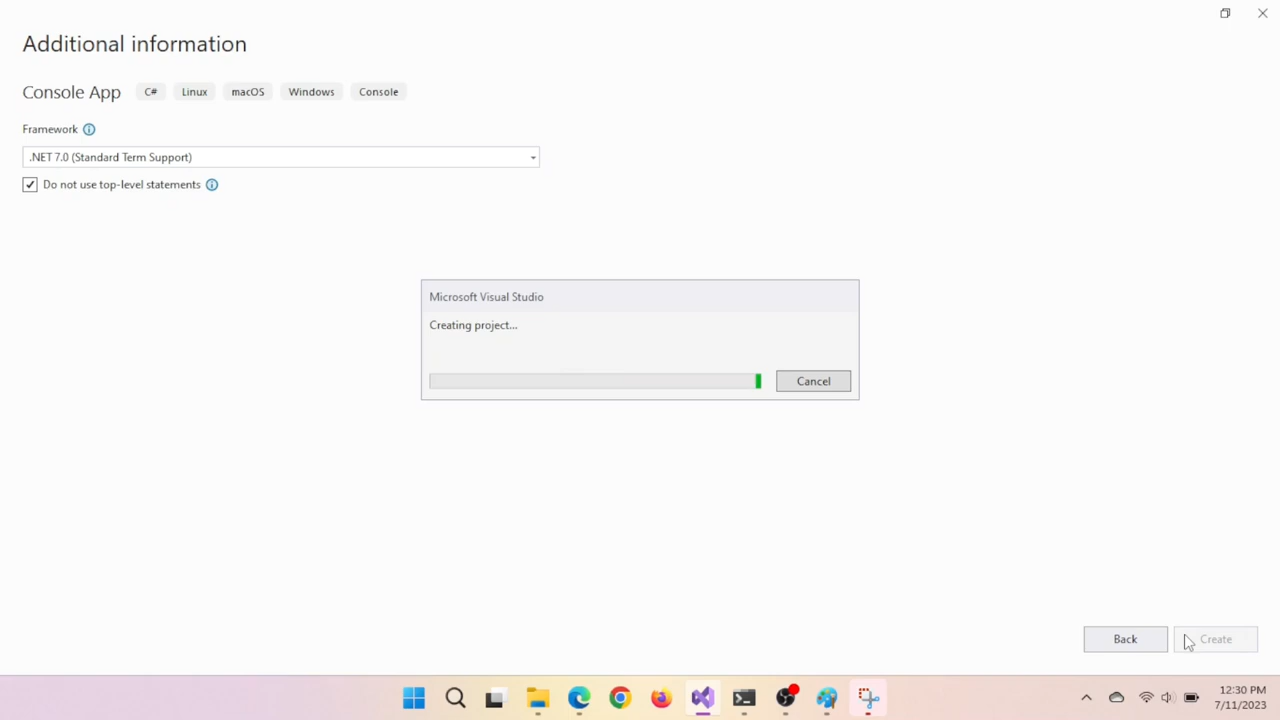 Additional information
Console App C# Linux macOS Windows Console
Framework
.NET 7.0 (Standard Term Support)
Do not use top-level statements
Microsoft Visual Studio
Creating project...
Cancel
Back Create
12:30 PM
7/11/2023